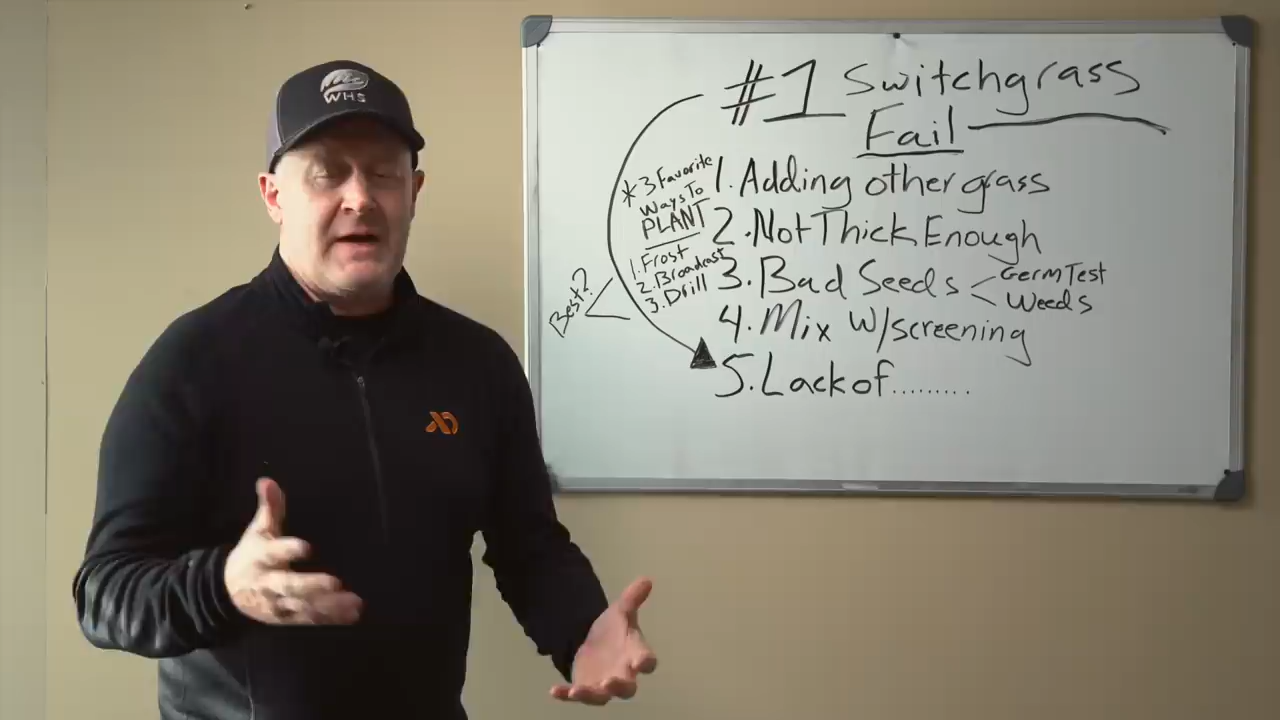 WHS
#1 Switchgrass
Fail
* 3 Favorite
Ways To
PLANT
1. Frost
2. Broadcast
3. Drill
Best?
1. Adding other grass
2. Not Thick Enough
3. Bad Seeds
Germ Test
Weeds
4. Mix W/screening
5. Lack of.........